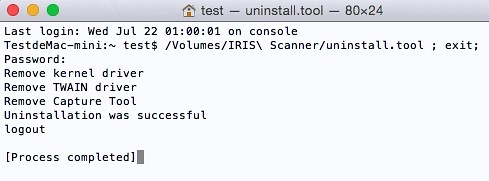 test — uninstall.tool — 80×24
Last login: Wed Jul 22 01:00:01 on console
TestdeMac-mini:~ test$ /Volumes/IRIS\ Scanner/uninstall.tool ; exit;
Password:
Remove kernel driver
Remove TWAIN driver
Remove Capture Tool
Uninstallation was successful
logout
[Process completed]